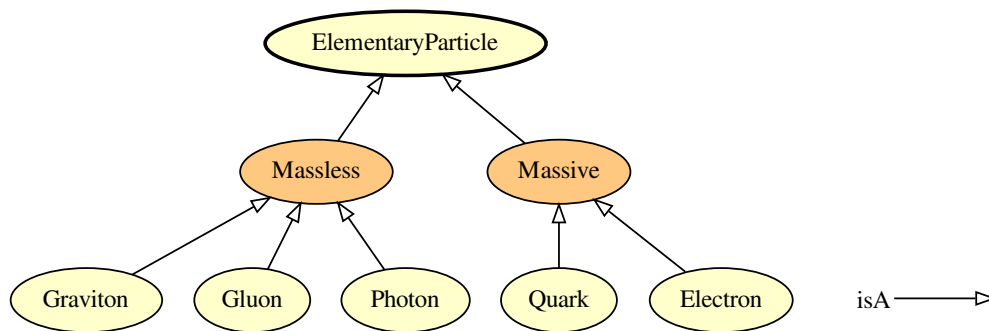 ElementaryParticle
Massless
Massive
Graviton
Gluon
Photon
Quark
Electron
isA